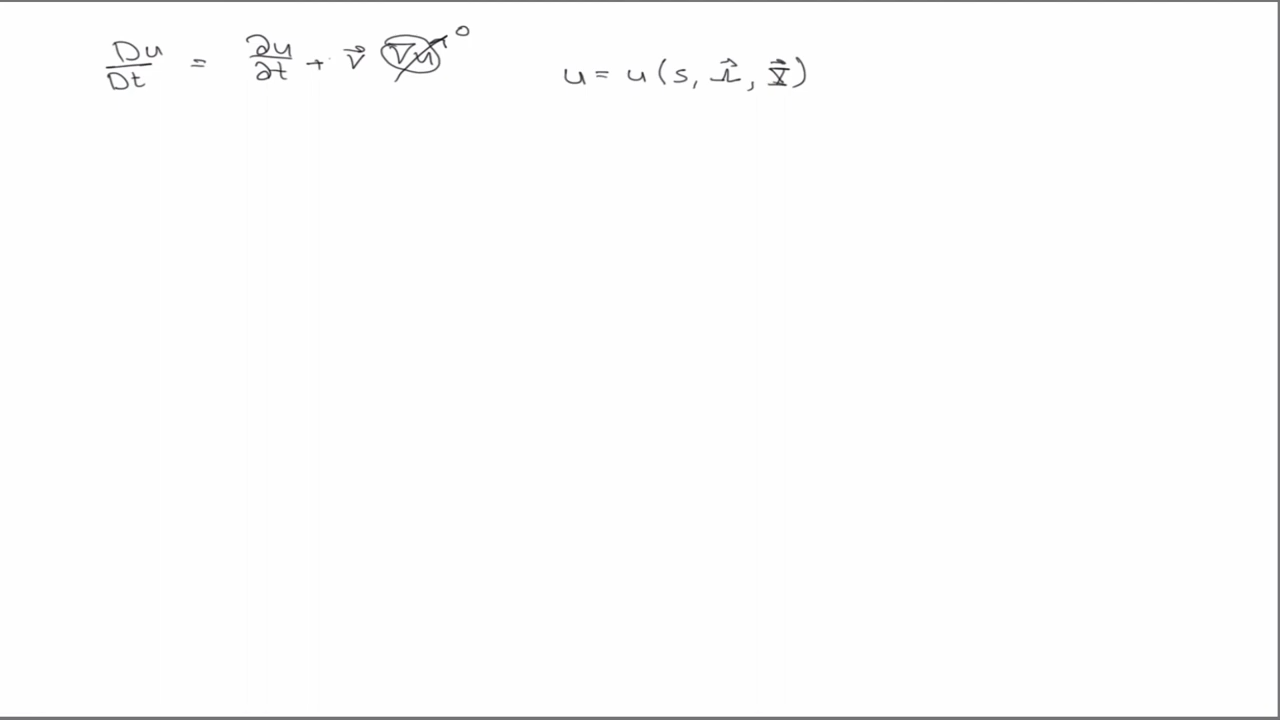 Du/Dt = ∂u/∂t + v⃗ ∇u 0
u = u(s, r⃗, X⃗)